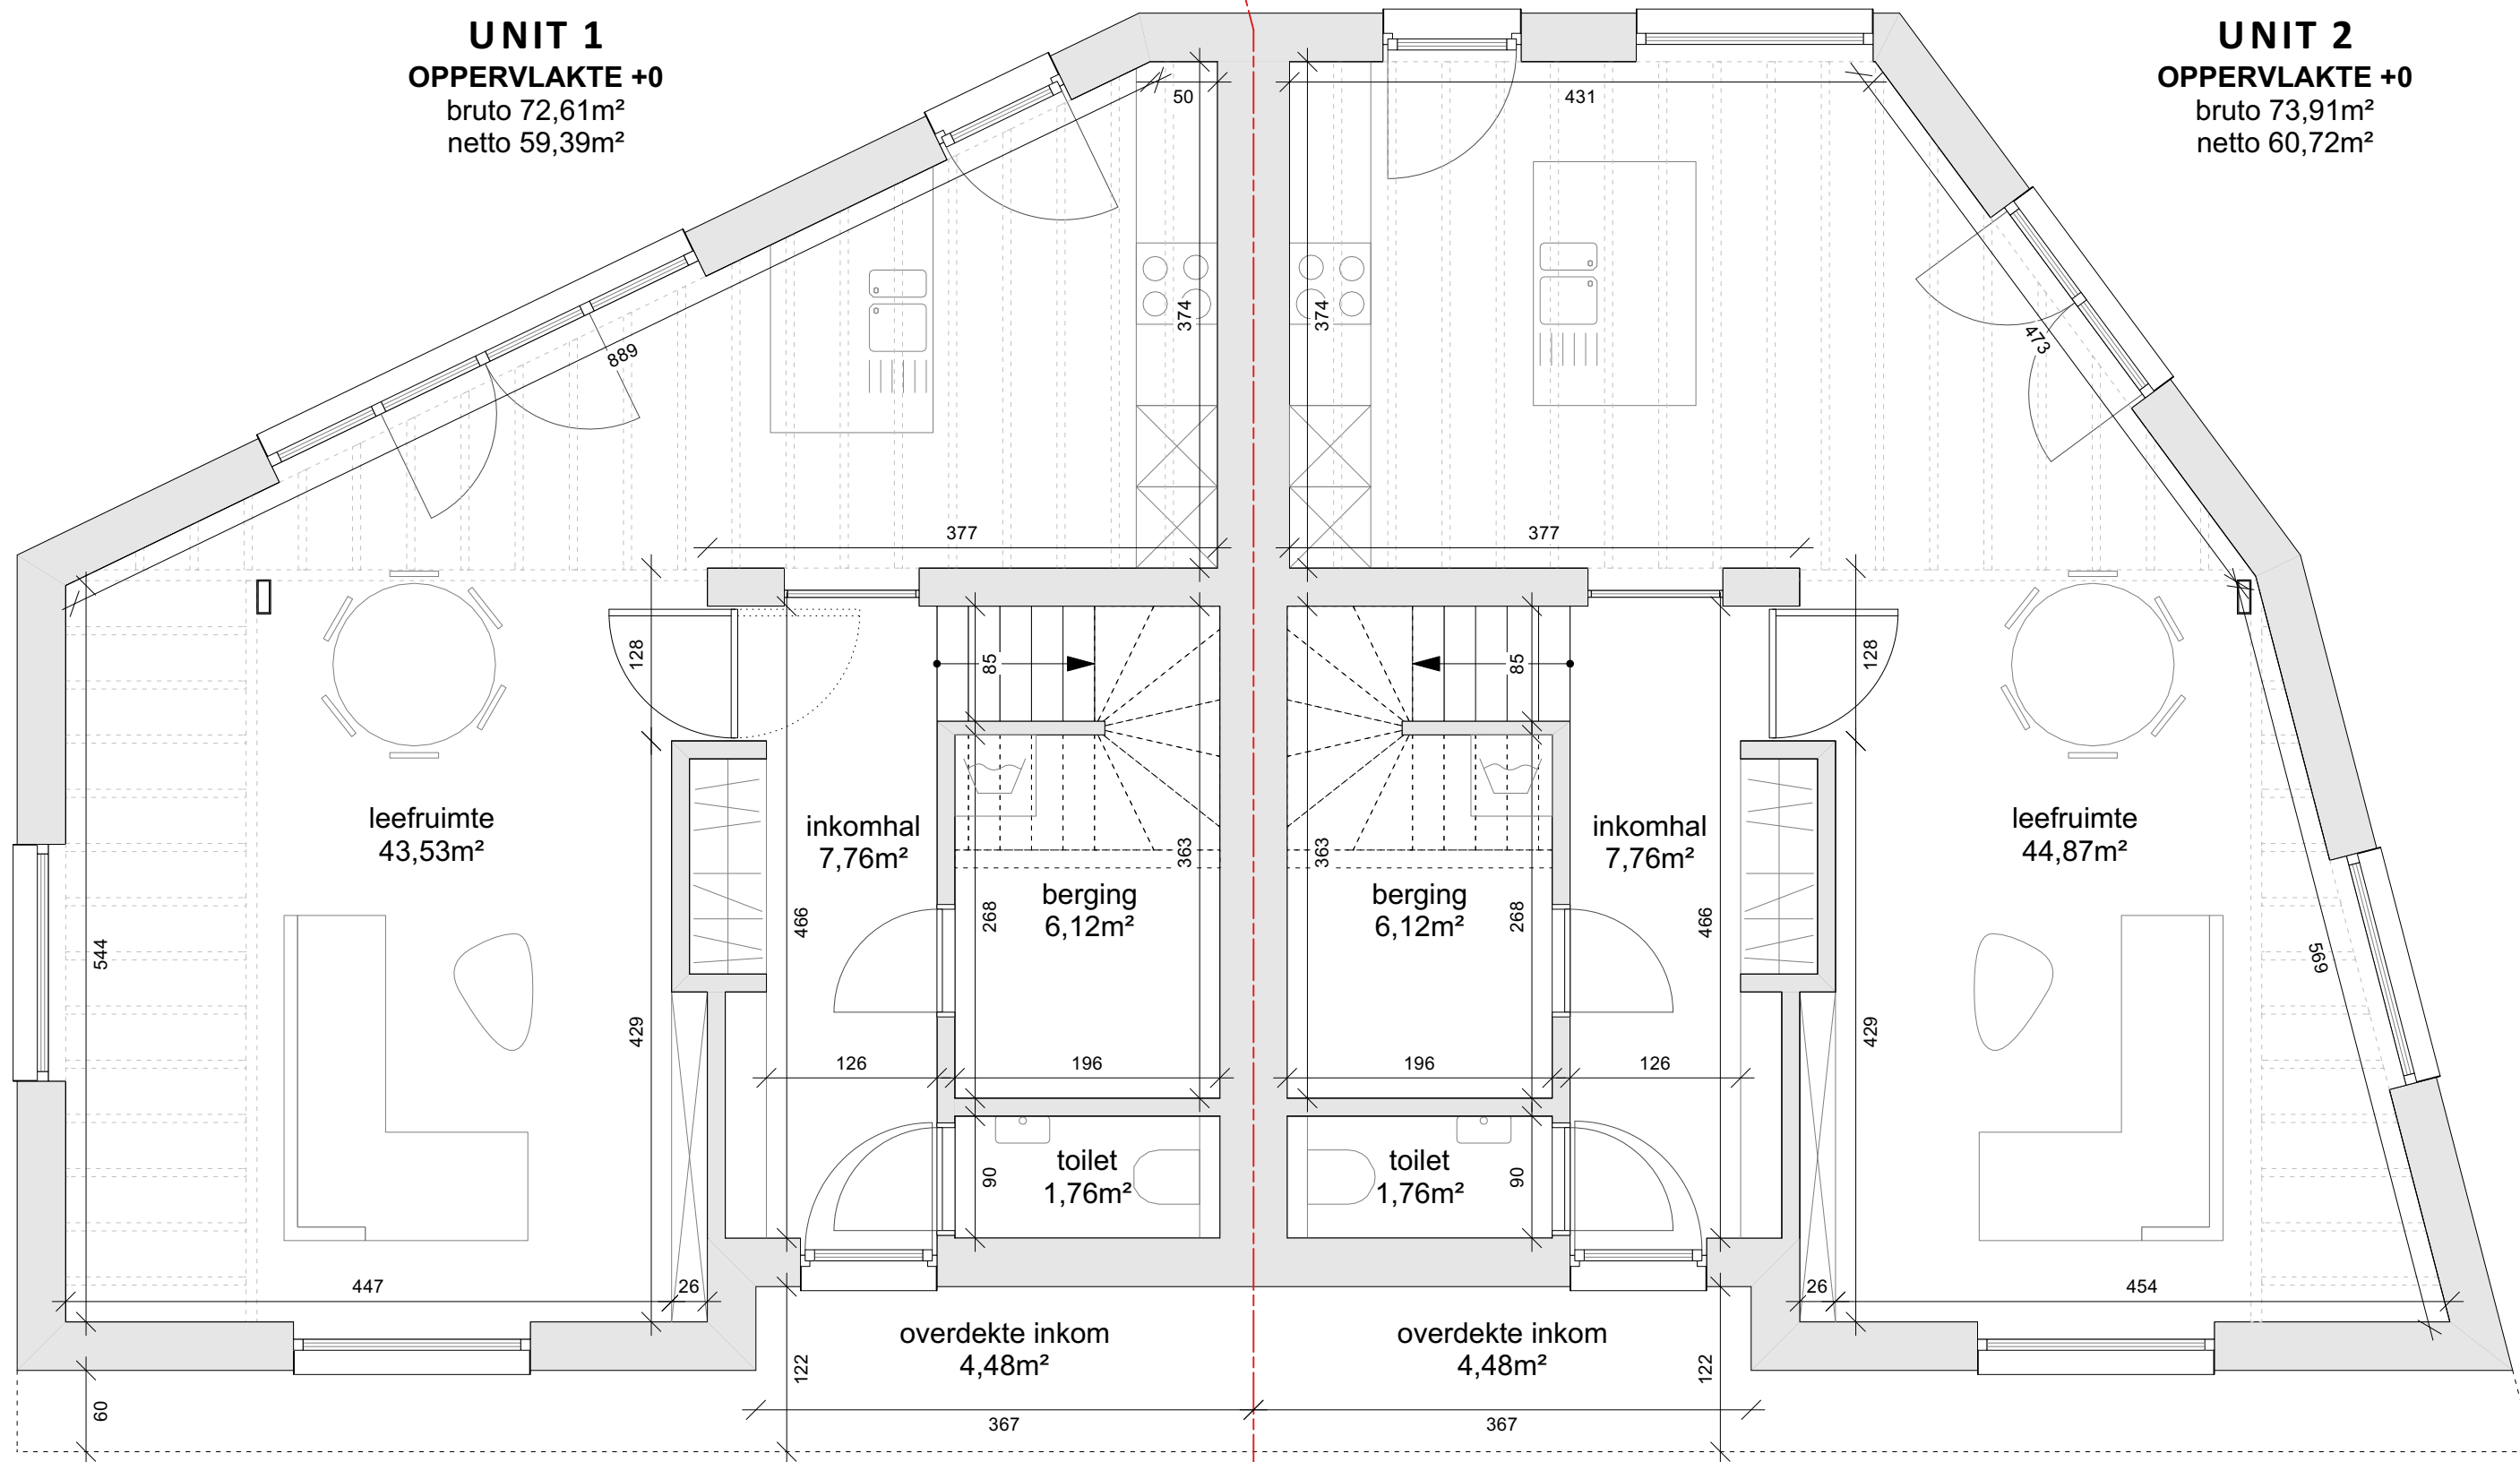 UNIT 1
OPPERVLAKTE +0
bruto 72,61m²
netto 59,39m²
UNIT 2
OPPERVLAKTE +0
bruto 73,91m²
netto 60,72m²
50
431
374
374
889
473
377
377
128
85
85
128
leefruimte
43,53m²
inkomhal
7,76m²
inkomhal
7,76m²
leefruimte
44,87m²
363
363
berging
6,12m²
berging
6,12m²
544
466
268
268
466
569
429
429
126
196
196
126
toilet
1,76m²
toilet
1,76m²
90
90
447
26
26
454
overdekte inkom
4,48m²
overdekte inkom
4,48m²
122
122
60
367
367